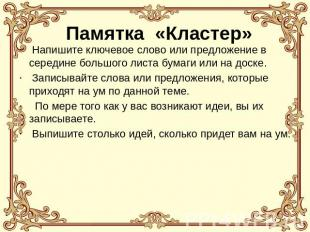 Памятка «Кластер»
Напишите ключевое слово или предложение в
середине большого листа бумаги или на доске.
· Записывайте слова или предложения, которые
приходят на ум по данной теме.
По мере того как у вас возникают идеи, вы их
записываете.
Выпишите столько идей, сколько придет вам на ум.